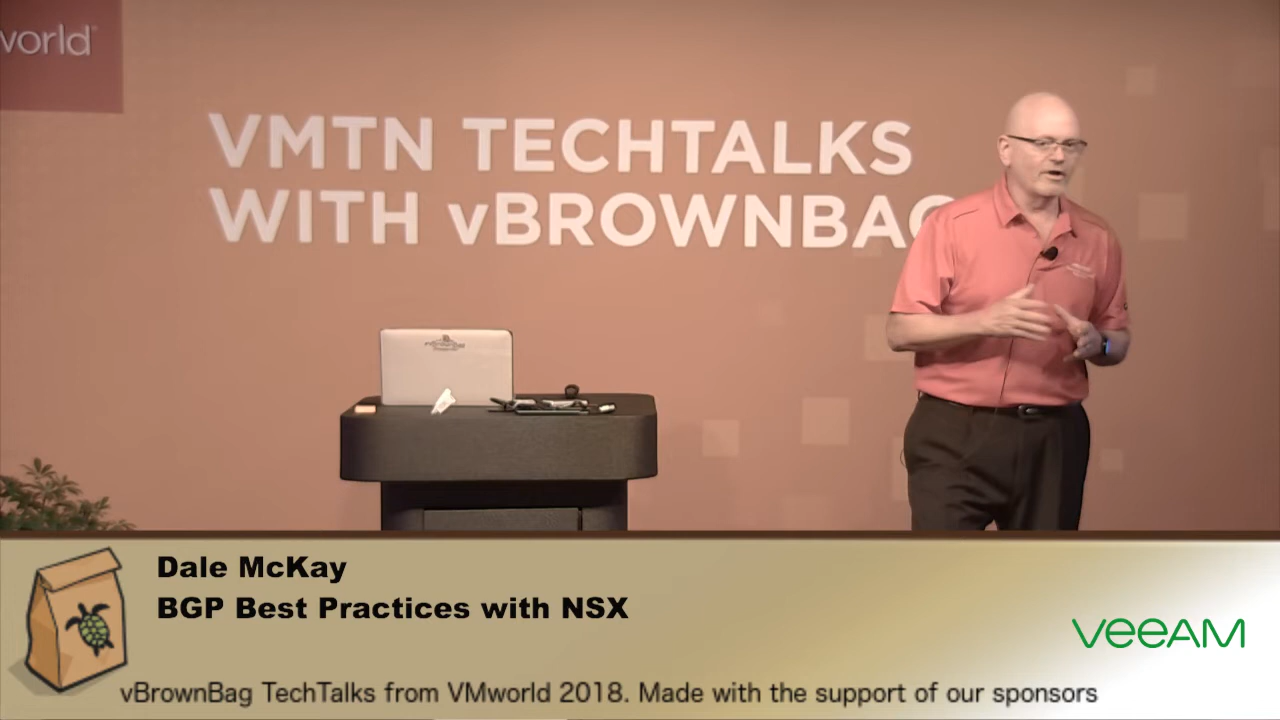 world
VMTN TECHTALKS
WITH vBROWNBAG
Dale McKay
BGP Best Practices with NSX
veeam
vBrownBag TechTalks from VMworld 2018. Made with the support of our sponsors